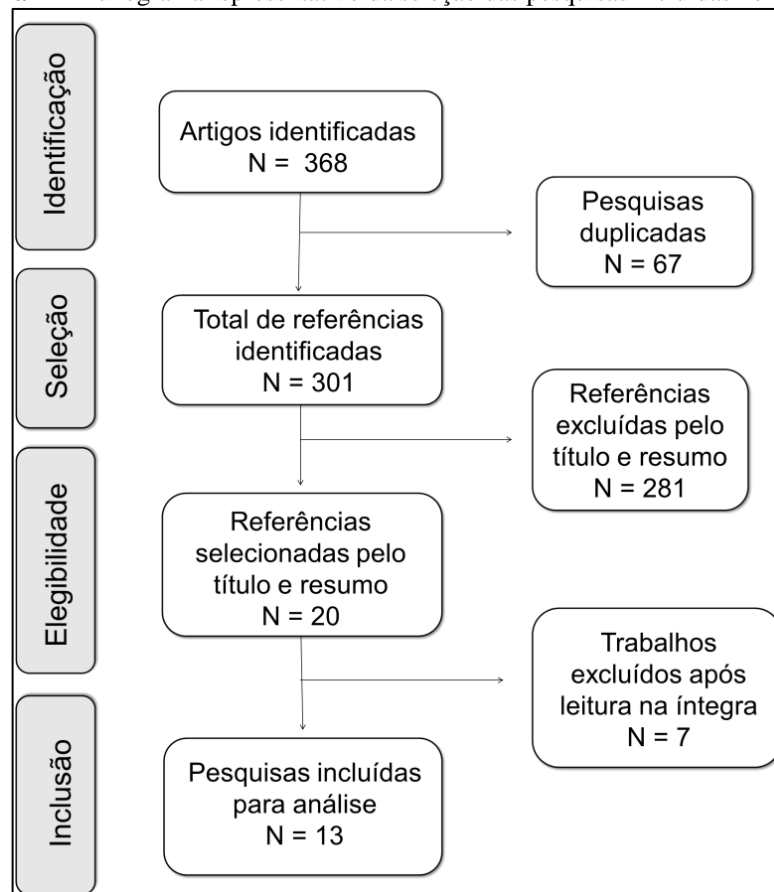 Identificação
Artigos identificadas
N = 368
Pesquisas
duplicadas
N = 67
Seleção
Total de referências
identificadas
N = 301
Referências
excluídas pelo
título e resumo
N = 281
Elegibilidade
Referências
selecionadas pelo
título e resumo
N = 20
Trabalhos
excluídos após
leitura na íntegra
N = 7
Inclusão
Pesquisas incluídas
para análise
N = 13